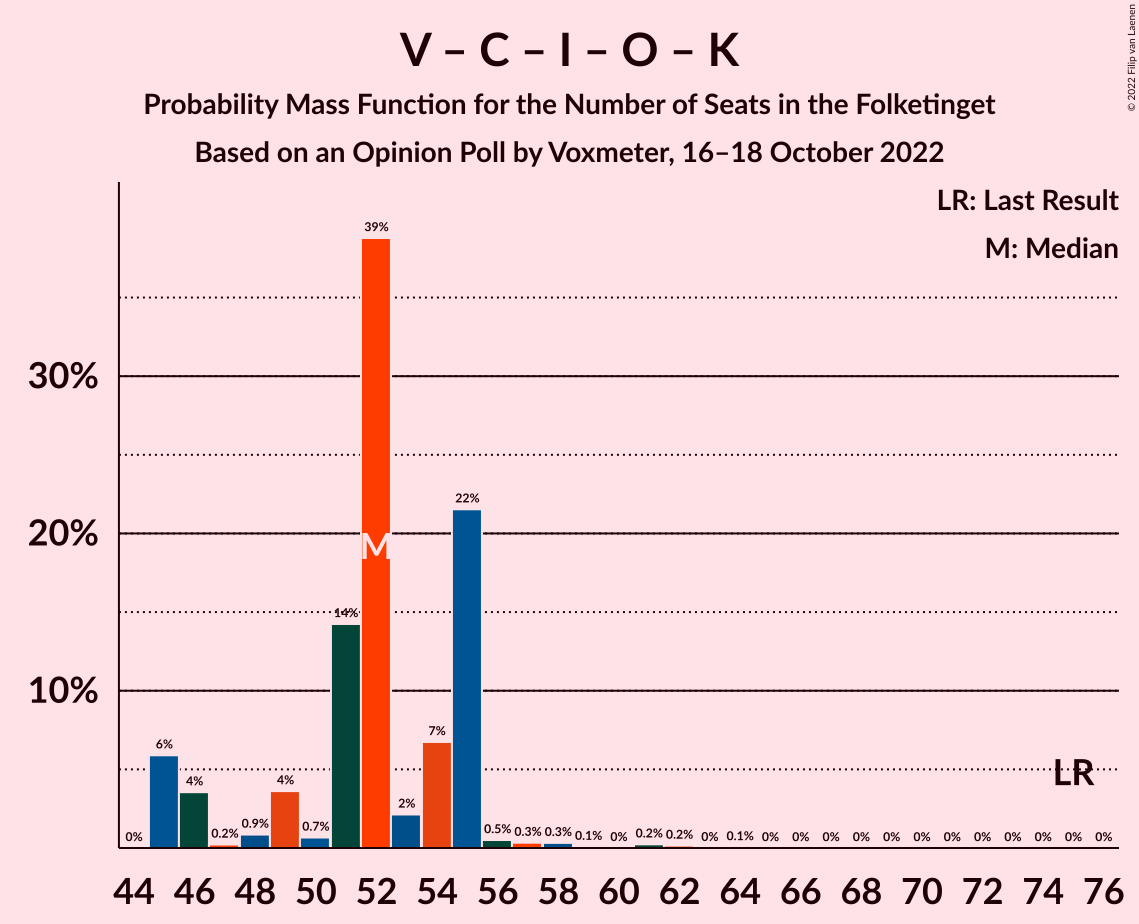 V – C – I – O – K
Probability Mass Function for the Number of Seats in the Folketinget
Based on an Opinion Poll by Voxmeter, 16–18 October 2022
© 2022 Filip van Laenen
LR: Last Result
M: Median
30%
20%
10%
0% 6% 4% 0.2% 0.9% 4% 0.7% 14% 39% 2% 7% 22% 0.5% 0.3% 0.3% 0.1% 0% 0.2% 0.2% 0% 0.1% 0% 0% 0% 0% 0% 0% 0% 0% 0% 0% 0% 0%
M
LR
44 46 48 50 52 54 56 58 60 62 64 66 68 70 72 74 76